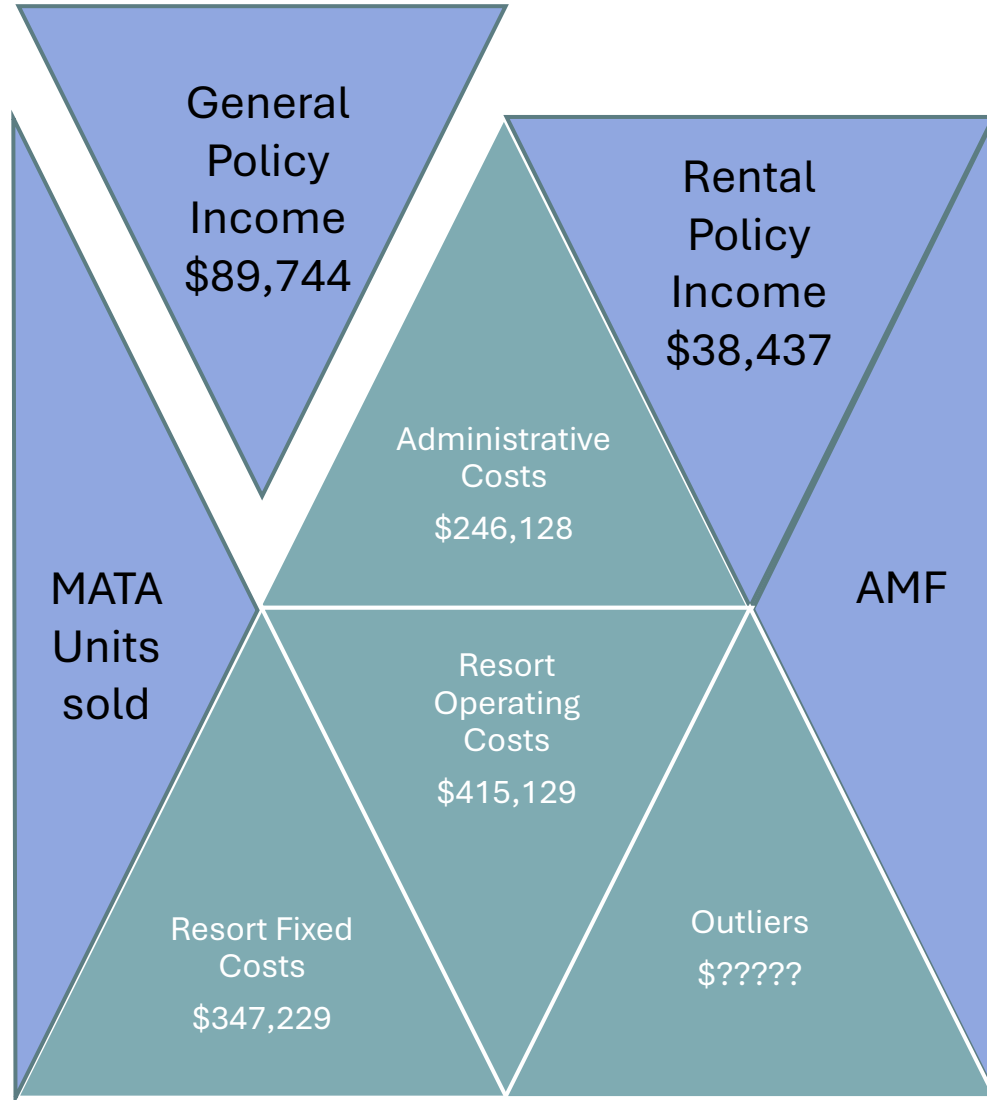 General
Policy
Income
$89,744
Rental
Policy
Income
$38,437
Administrative
Costs
$246,128
MATA
Units
sold
AMF
Resort
Operating
Costs
$415,129
Resort Fixed
Costs
$347,229
Outliers
$?????